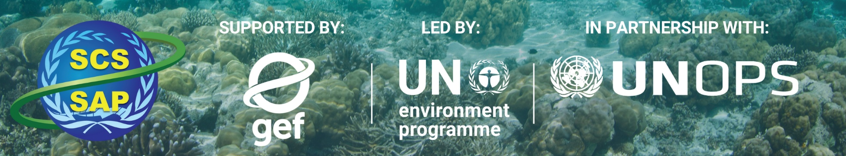 SCS
SAP
SUPPORTED BY:
gef
LED BY:
UN
environment
programme
IN PARTNERSHIP WITH:
UNOPS